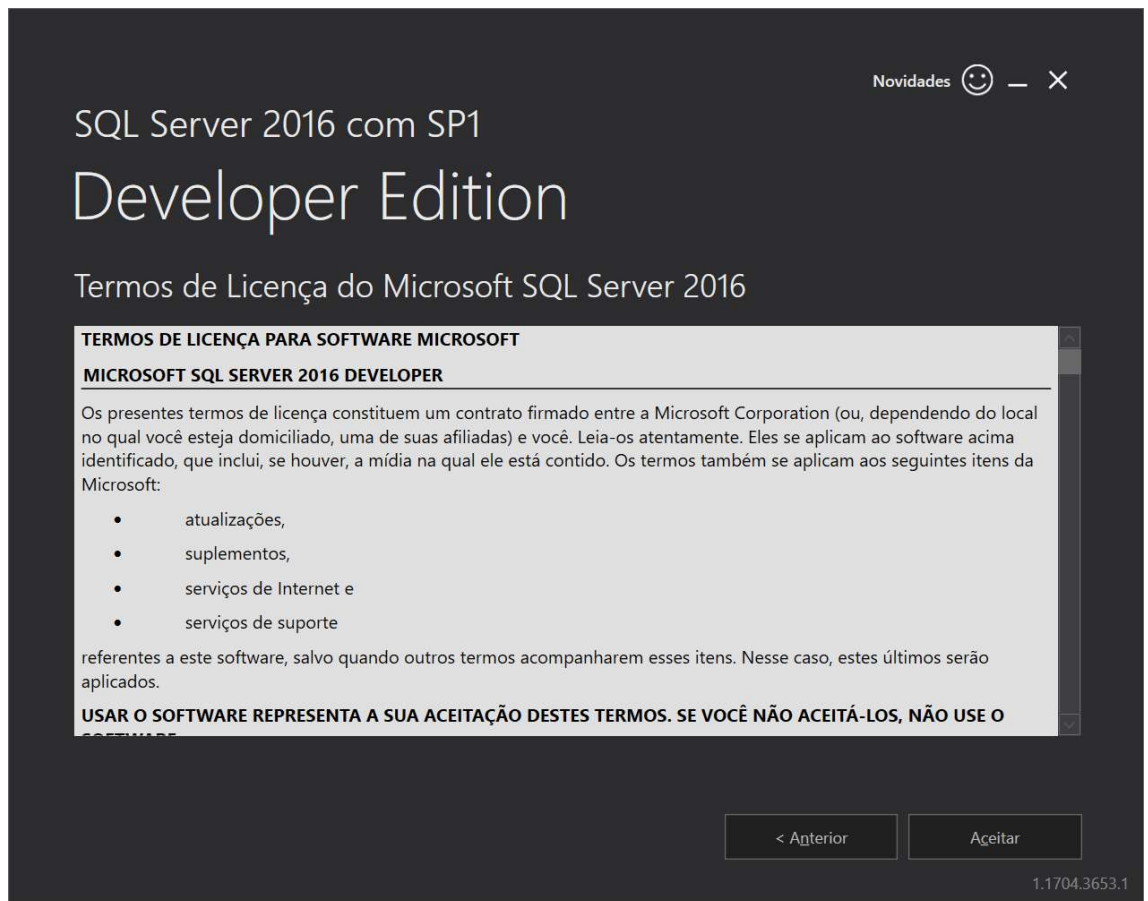 Novidades
SQL Server 2016 com SP1
Developer Edition
Termos de Licença do Microsoft SQL Server 2016
TERMOS DE LICENÇA PARA SOFTWARE MICROSOFT
MICROSOFT SQL SERVER 2016 DEVELOPER
Os presentes termos de licença constituem um contrato firmado entre a Microsoft Corporation (ou, dependendo do local
no qual você esteja domiciliado, uma de suas afiliadas) e você. Leia-os atentamente. Eles se aplicam ao software acima
identificado, que inclui, se houver, a mídia na qual ele está contido. Os termos também se aplicam aos seguintes itens da
Microsoft:
• atualizações,
• suplementos,
• serviços de Internet e
• serviços de suporte
referentes a este software, salvo quando outros termos acompanharem esses itens. Nesse caso, estes últimos serão
aplicados.
USAR O SOFTWARE REPRESENTA A SUA ACEITAÇÃO DESTES TERMOS. SE VOCÊ NÃO ACEITÁ-LOS, NÃO USE O
SOFTWARE
< Anterior
Aceitar
1.1704.3653.1